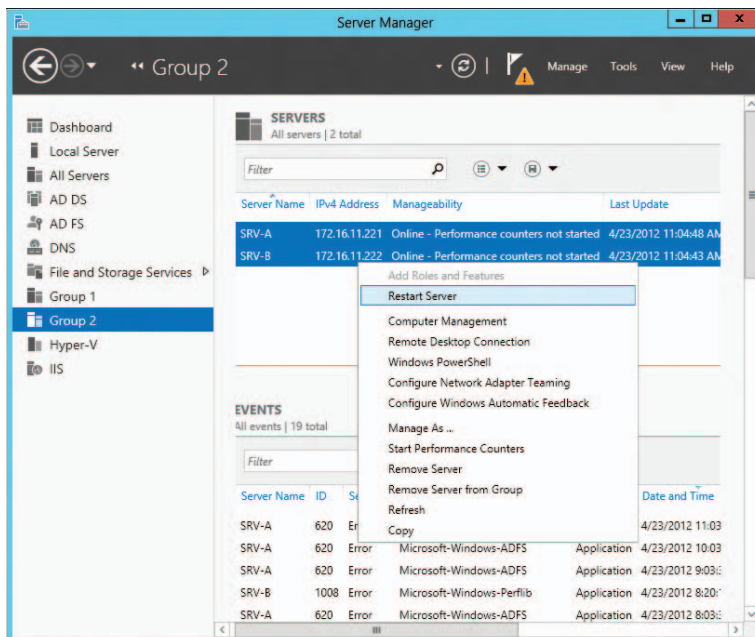 Server Manager
Group 2
Manage Tools View Help
Dashboard
Local Server
All Servers
AD DS
AD FS
DNS
File and Storage Services
Group 1
Group 2
Hyper-V
IIS
SERVERS
All servers | 2 total
Filter
Server Name IPv4 Address Manageability Last Update
SRV-A 172.16.11.221 Online - Performance counters not started 4/23/2012 11:04:48 AM
SRV-B 172.16.11.222 Online - Performance counters not started 4/23/2012 11:04:43 AM
Add Roles and Features
Restart Server
Computer Management
Remote Desktop Connection
Windows PowerShell
Configure Network Adapter Teaming
Configure Windows Automatic Feedback
Manage As ...
Start Performance Counters
Remove Server
Remove Server from Group
Refresh
Copy
EVENTS
All events | 19 total
Filter
Server Name ID Se Date and Time
SRV-A 620 Er 4/23/2012 11:03
SRV-A 620 Error Microsoft-Windows-ADFS Application 4/23/2012 10:03
SRV-A 620 Error Microsoft-Windows-ADFS Application 4/23/2012 9:03:
SRV-B 1008 Error Microsoft-Windows-Perflib Application 4/23/2012 8:20:
SRV-A 620 Error Microsoft-Windows-ADFS Application 4/23/2012 8:03: